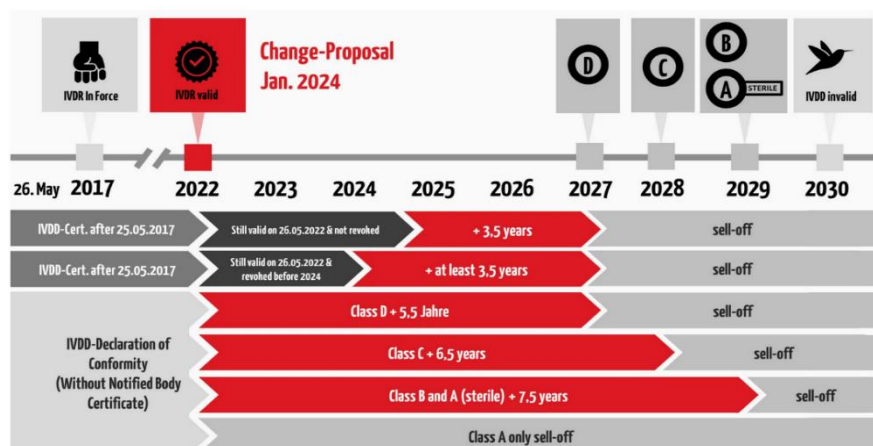 IVDR In Force
IVDR valid
Change-Proposal
Jan. 2024
D
C
B
A STERILE
IVDD invalid
26. May 2017 2022 2023 2024 2025 2026 2027 2028 2029 2030
IVDD-Cert. after 25.05.2017
Still valid on 26.05.2022 & not revoked
+ 3,5 years
sell-off
IVDD-Cert. after 25.05.2017
Still valid on 26.05.2022 &
revoked before 2024
+ at least 3,5 years
sell-off
IVDD-Declaration of
Conformity
(Without Notified Body
Certificate)
Class D + 5,5 Jahre
sell-off
Class C + 6,5 years
sell-off
Class B and A (sterile) + 7,5 years
sell-off
Class A only sell-off